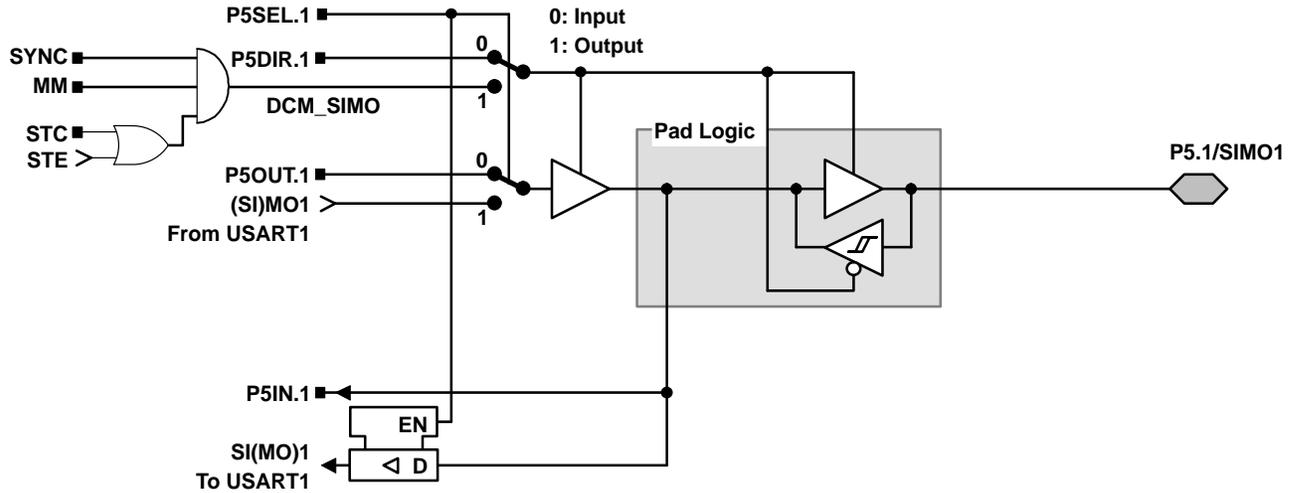 P5SEL.1
0: Input
1: Output
SYNC
P5DIR.1
0
MM
1
DCM_SIMO
STC
STE
Pad Logic
P5.1/SIMO1
P5OUT.1
0
(SI)MO1
1
From USART1
P5IN.1
EN
SI(MO)1
D
To USART1